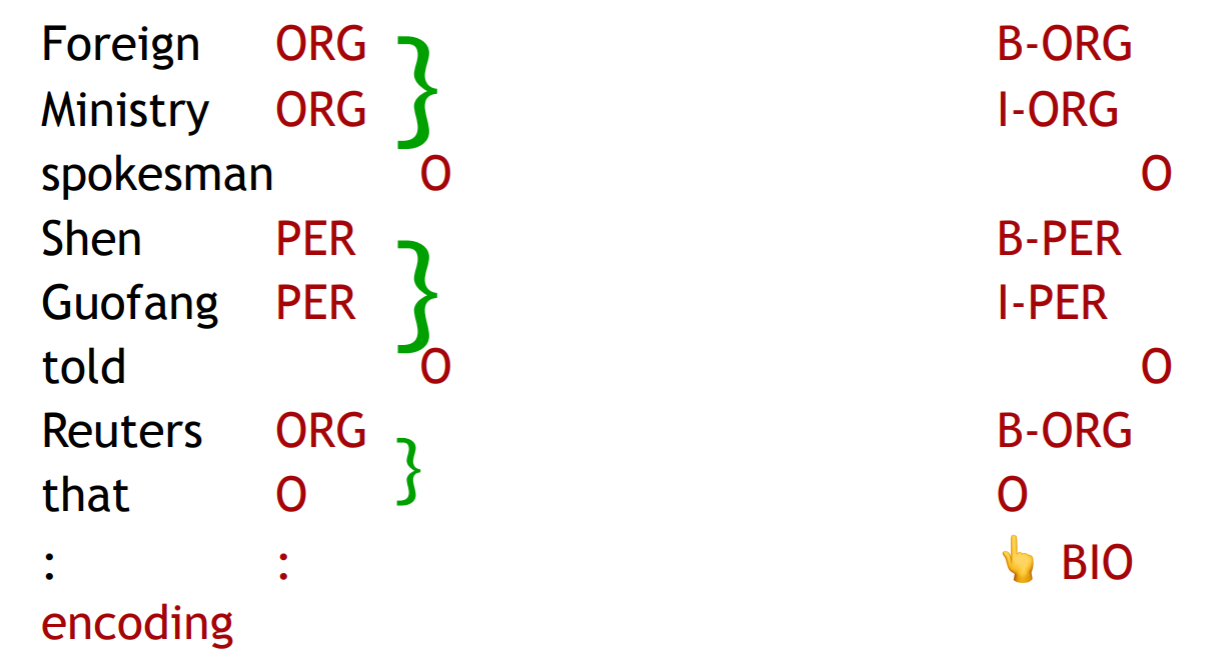 Foreign ORG } B-ORG
Ministry ORG I-ORG
spokesman O O
Shen PER } B-PER
Guofang PER I-PER
told O O
Reuters ORG } B-ORG
that O O
: : 👆 BIO
encoding